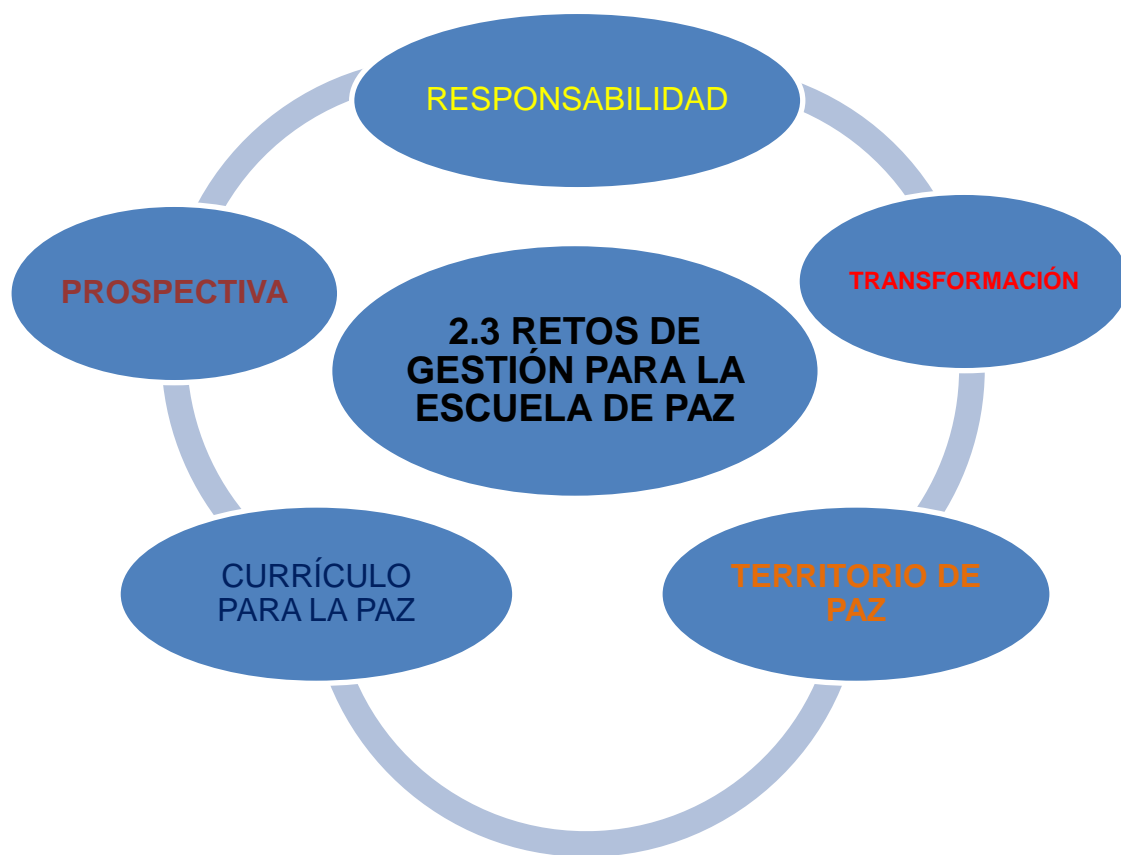 RESPONSABILIDAD
TRANSFORMACIÓN
PROSPECTIVA
2.3 RETOS DE
GESTIÓN PARA LA
ESCUELA DE PAZ
TERRITORIO DE
PAZ
CURRÍCULO
PARA LA PAZ